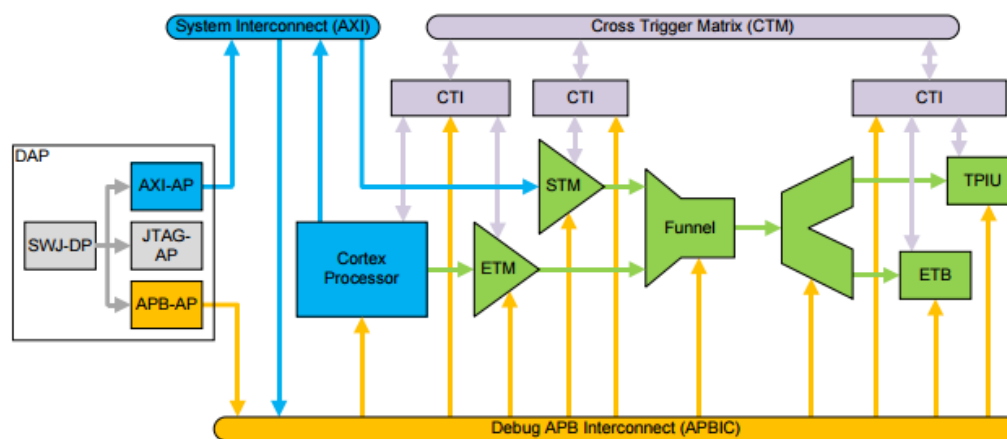 System Interconnect (AXI)
Cross Trigger Matrix (CTM)
CTI
CTI
CTI
DAP
AXI-AP
SWJ-DP
JTAG-
AP
APB-AP
Cortex
Processor
STM
ETM
Funnel
TPIU
ETB
Debug APB Interconnect (APBIC)